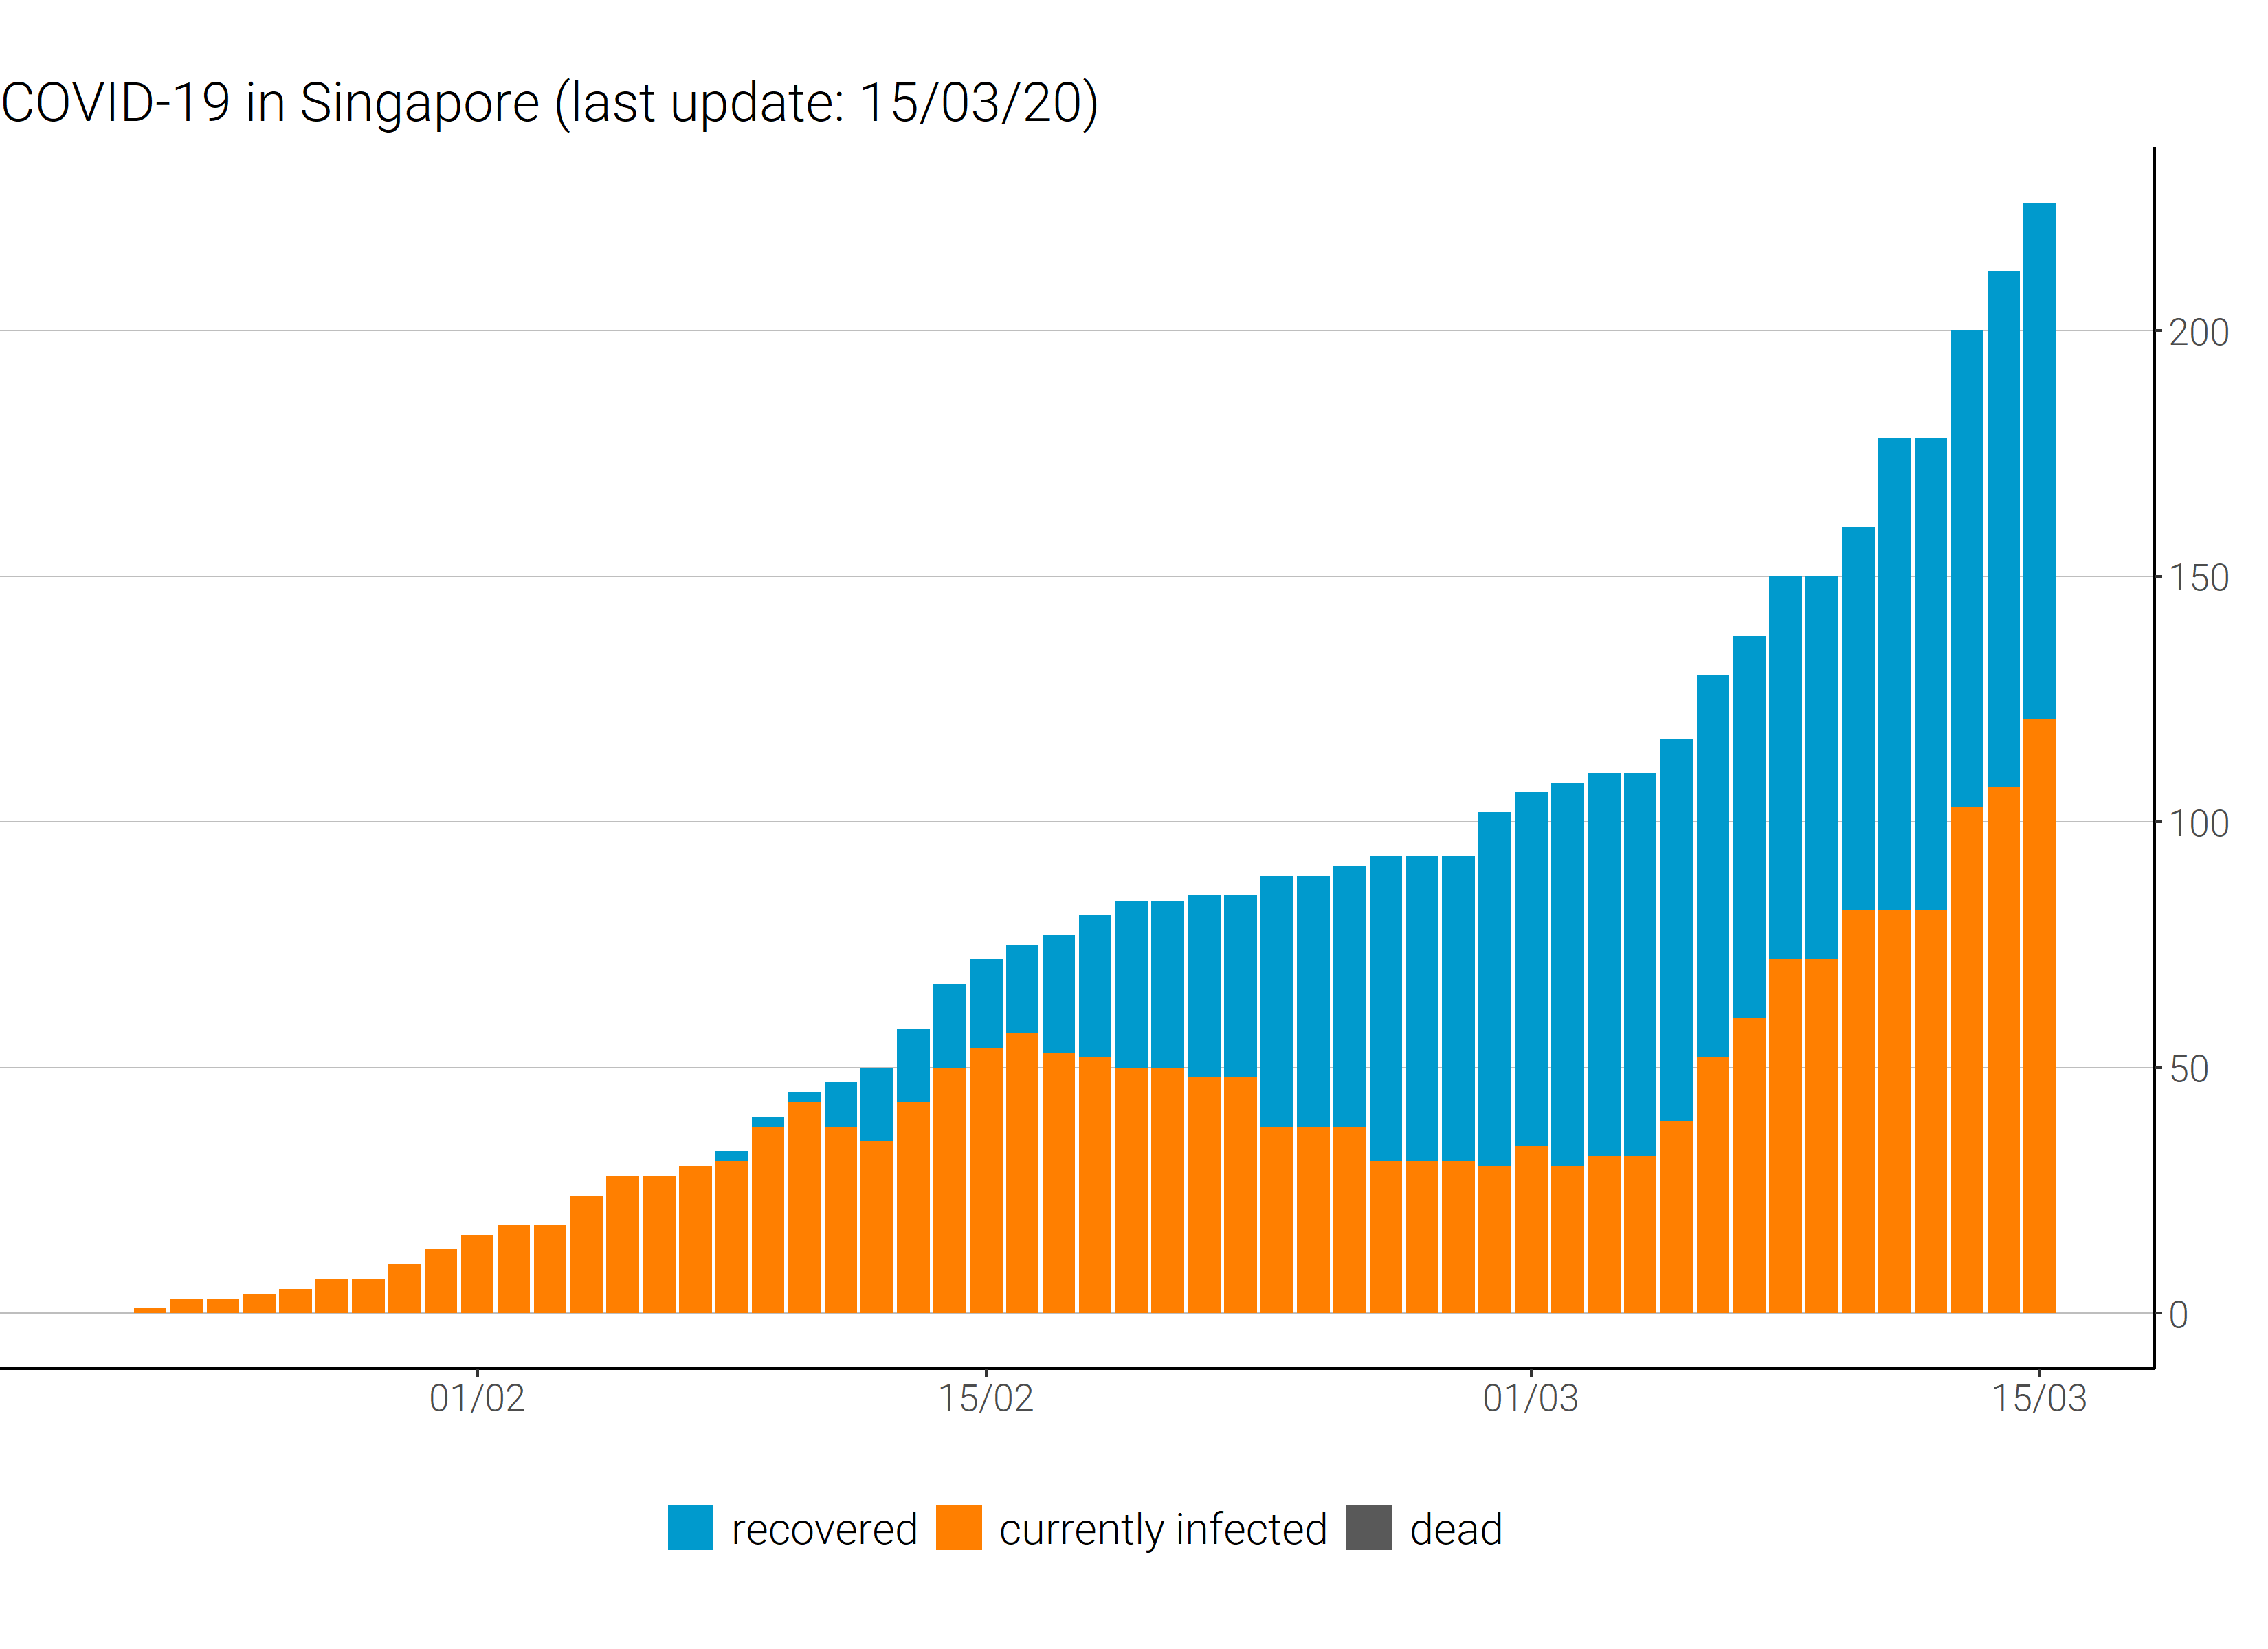 COVID-19 in Singapore (last update: 15/03/20)
200
150
100
50
0
01/02 15/02 01/03 15/03
recovered currently infected dead